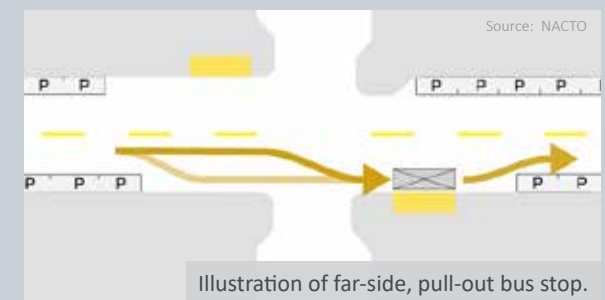 Source: NACTO
P P
P P P P
P P P
P P
Illustration of far-side, pull-out bus stop.